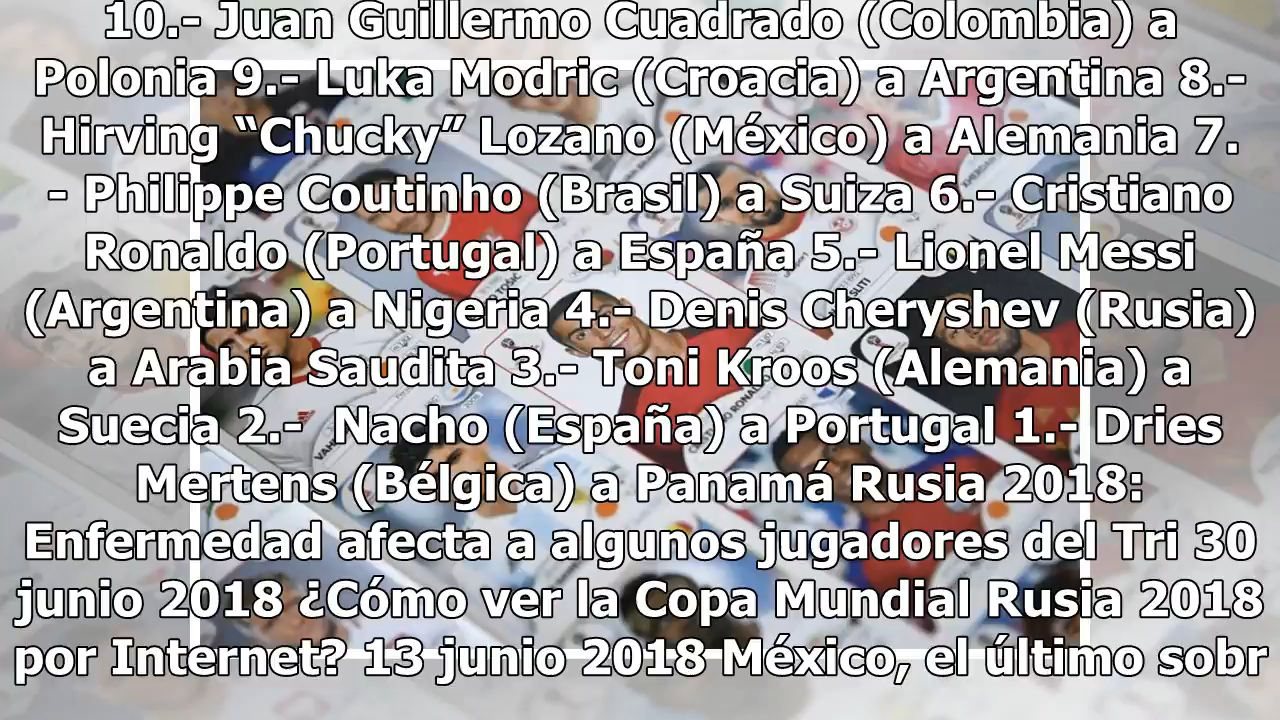 10.- Juan Guillermo Cuadrado (Colombia) a
Polonia 9.- Luka Modric (Croacia) a Argentina 8.-
Hirving “Chucky” Lozano (México) a Alemania 7.
- Philippe Coutinho (Brasil) a Suiza 6.- Cristiano
Ronaldo (Portugal) a España 5.- Lionel Messi
(Argentina) a Nigeria 4.- Denis Cheryshev (Rusia)
a Arabia Saudita 3.- Toni Kroos (Alemania) a
Suecia 2.-  Nacho (España) a Portugal 1.- Dries
Mertens (Bélgica) a Panamá Rusia 2018:
Enfermedad afecta a algunos jugadores del Tri 30
junio 2018 ¿Cómo ver la Copa Mundial Rusia 2018
por Internet? 13 junio 2018 México, el último sobr